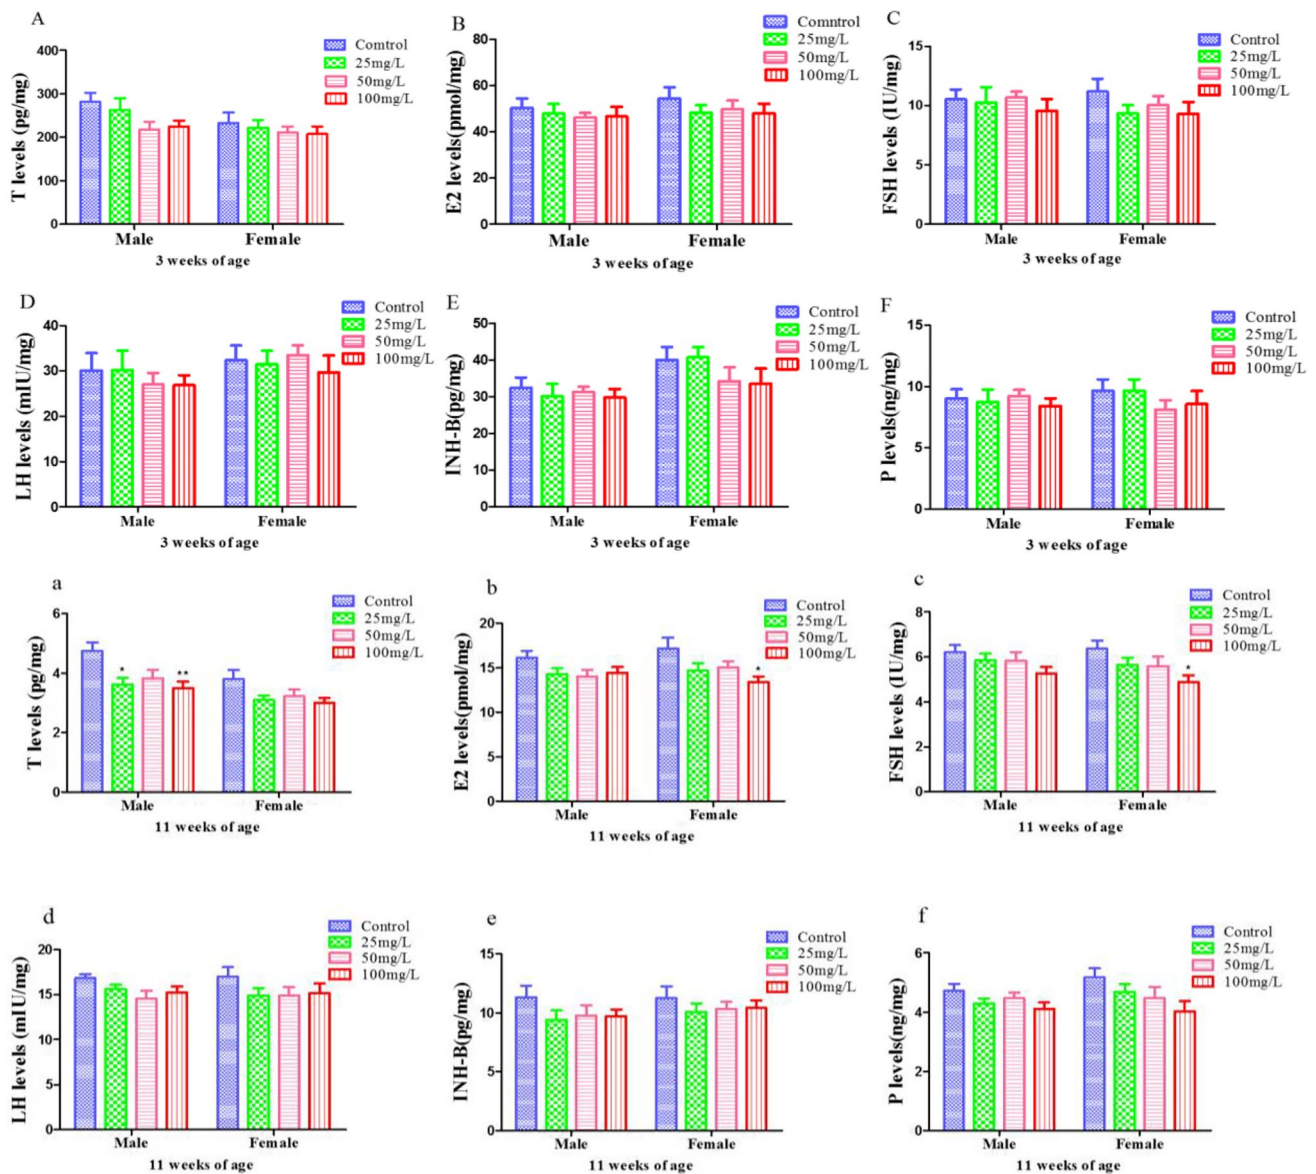 A
T levels (pg/mg)
400
300
200
100
0
Comtrol
25mg/L
50mg/L
100mg/L
Male
Female
3 weeks of age
B
E2 levels(pmol/mg)
80
60
40
20
0
Comntrol
25mg/L
50mg/L
100mg/L
Male
Female
3 weeks of age
C
FSH levels (IU/mg)
15
10
5
0
Control
25mg/L
50mg/L
100mg/L
Male
Female
3 weeks of age
D
LH levels (mIU/mg)
40
30
20
10
0
Control
25mg/L
50mg/L
100mg/L
Male
Female
3 weeks of age
E
INH-B(pg/mg)
50
40
30
20
10
0
Control
25mg/L
50mg/L
100mg/L
Male
Female
3 weeks of age
F
P levels(ng/mg)
15
10
5
0
Control
25mg/L
50mg/L
100mg/L
Male
Female
3 weeks of age
a
T levels (pg/mg)
6
4
2
0
Control
25mg/L
50mg/L
100mg/L
*
**
Male
Female
11 weeks of age
b
E2 levels(pmol/mg)
20
15
10
5
0
Control
25mg/L
50mg/L
100mg/L
*
Male
Female
11 weeks of age
c
FSH levels (IU/mg)
8
6
4
2
0
Control
25mg/L
50mg/L
100mg/L
*
Male
Female
11 weeks of age
d
LH levels (mIU/mg)
20
15
10
5
0
Control
25mg/L
50mg/L
100mg/L
Male
Female
11 weeks of age
e
INH-B(pg/mg)
15
10
5
0
Control
25mg/L
50mg/L
100mg/L
Male
Female
11 weeks of age
f
P levels(ng/mg)
6
4
2
0
Control
25mg/L
50mg/L
100mg/L
Male
Female
11 weeks of age